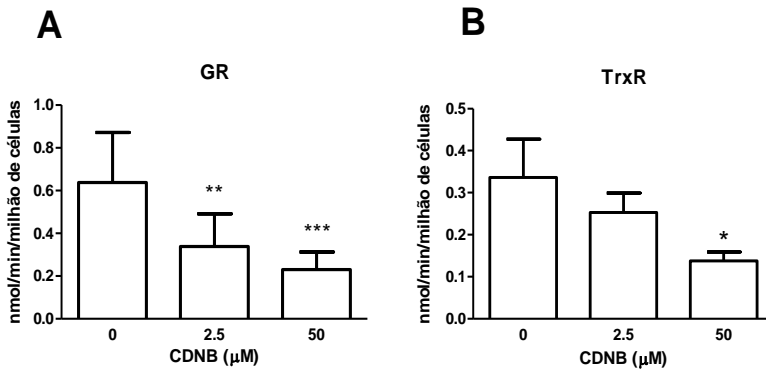 A
GR
nmol/min/milhão de células
1.0
0.8
0.6
0.4
0.2
0.0
**
***
0 2.5 50
CDNB (µM)
B
TrxR
nmol/min/milhão de células
0.5
0.4
0.3
0.2
0.1
0.0
*
0 2.5 50
CDNB (µM)